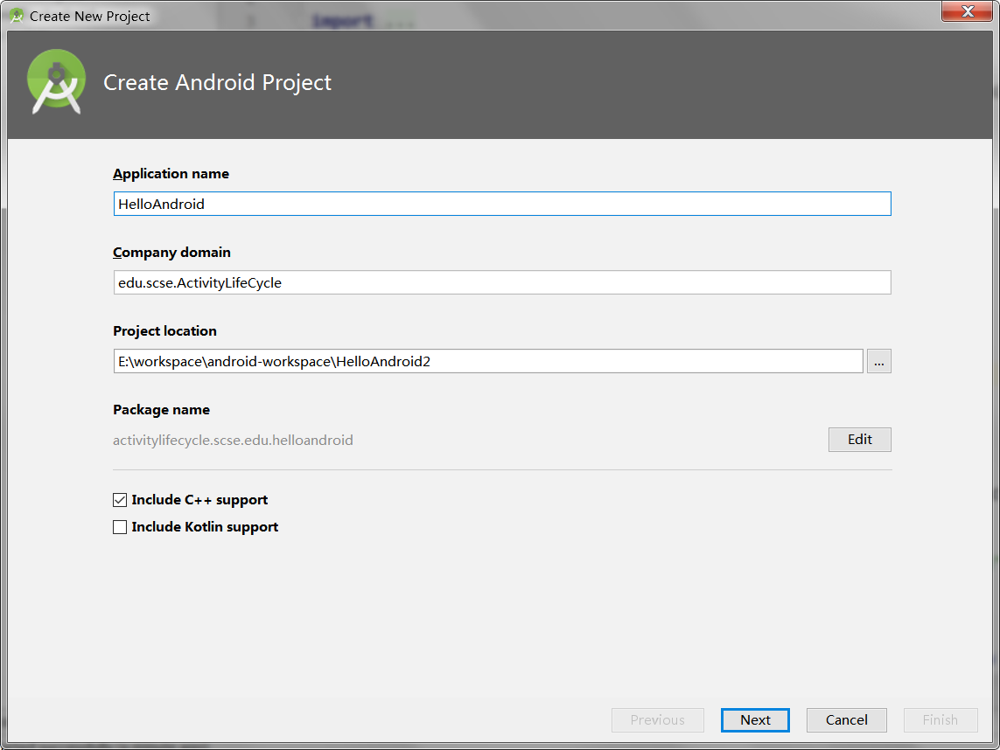 Create New Project
import ...
Create Android Project
Application name
HelloAndroid
Company domain
edu.scse.ActivityLifeCycle
Project location
E:\workspace\android-workspace\HelloAndroid2
...
Package name
activitylifecycle.scse.edu.helloandroid
Edit
Include C++ support
Include Kotlin support
Previous
Next
Cancel
Finish